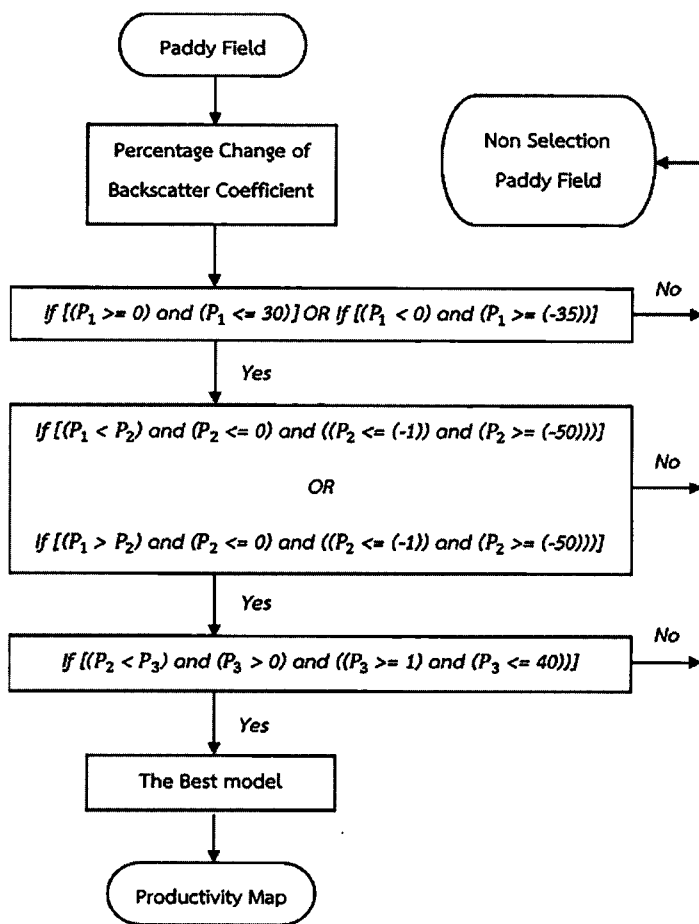 Paddy Field
Percentage Change of
Backscatter Coefficient
Non Selection
Paddy Field
If [(P₁ >= 0) and (P₁ <= 30)] OR If [(P₁ < 0) and (P₁ >= (-35))]
No
Yes
If [(P₁ < P₂) and (P₂ <= 0) and ((P₂ <= (-1)) and (P₂ >= (-50)))]
OR
If [(P₁ > P₂) and (P₂ <= 0) and ((P₂ <= (-1)) and (P₂ >= (-50)))]
No
Yes
If [(P₂ < P₃) and (P₃ > 0) and ((P₃ >= 1) and (P₃ <= 40))]
No
Yes
The Best model
Productivity Map